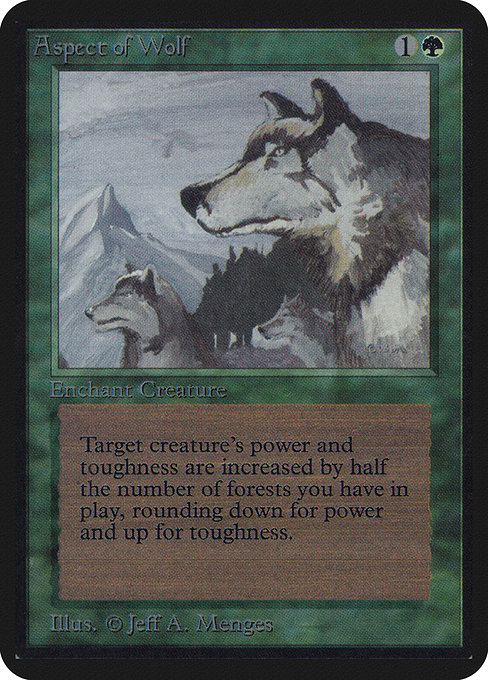 Aspect of Wolf 1
Enchant Creature
Target creature's power and
toughness are increased by half
the number of forests you have in
play, rounding down for power
and up for toughness.
Illus. © Jeff A. Menges